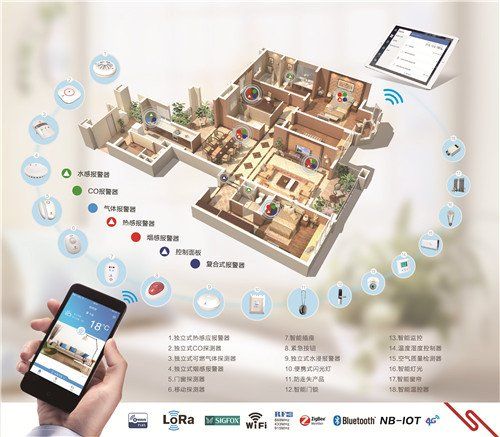 水感报警器
CO报警器
气体报警器
热感报警器
烟感报警器
控制面板
复合式报警器
18℃
1.独立式热感应报警器
2.独立式CO探测器
3.独立式可燃气体探测器
4.独立式烟感报警器
5.门窗探测器
6.移动探测器
7.智能插座
8.紧急按钮
9.独立式水浸报警器
10.便携式闪光灯
11.防走失产品
12.智能门锁
13.智能监控
14.温度湿度控制器
15.空气质量检测器
16.智能灯光
17.智能窗帘
18.智能温控器
LoRa
SIGFOX
WiFi
RF
868MHz
433MHz
915MHz
ZigBee
Bluetooth
NB-IOT
4G